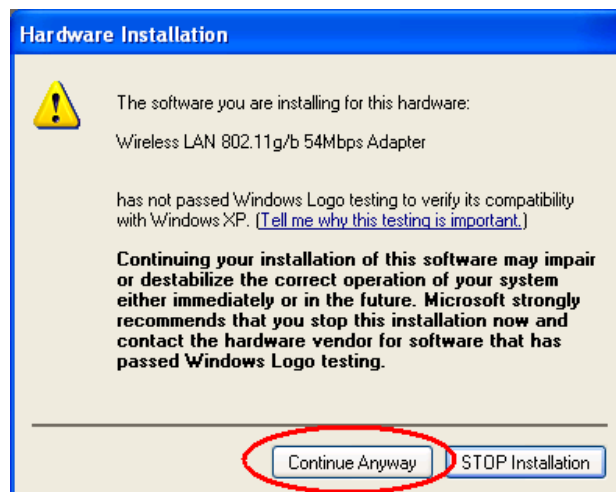 Hardware Installation
The software you are installing for this hardware:
Wireless LAN 802.11g/b 54Mbps Adapter
has not passed Windows Logo testing to verify its compatibility
with Windows XP. (Tell me why this testing is important.)
Continuing your installation of this software may impair
or destabilize the correct operation of your system
either immediately or in the future. Microsoft strongly
recommends that you stop this installation now and
contact the hardware vendor for software that has
passed Windows Logo testing.
Continue Anyway STOP Installation